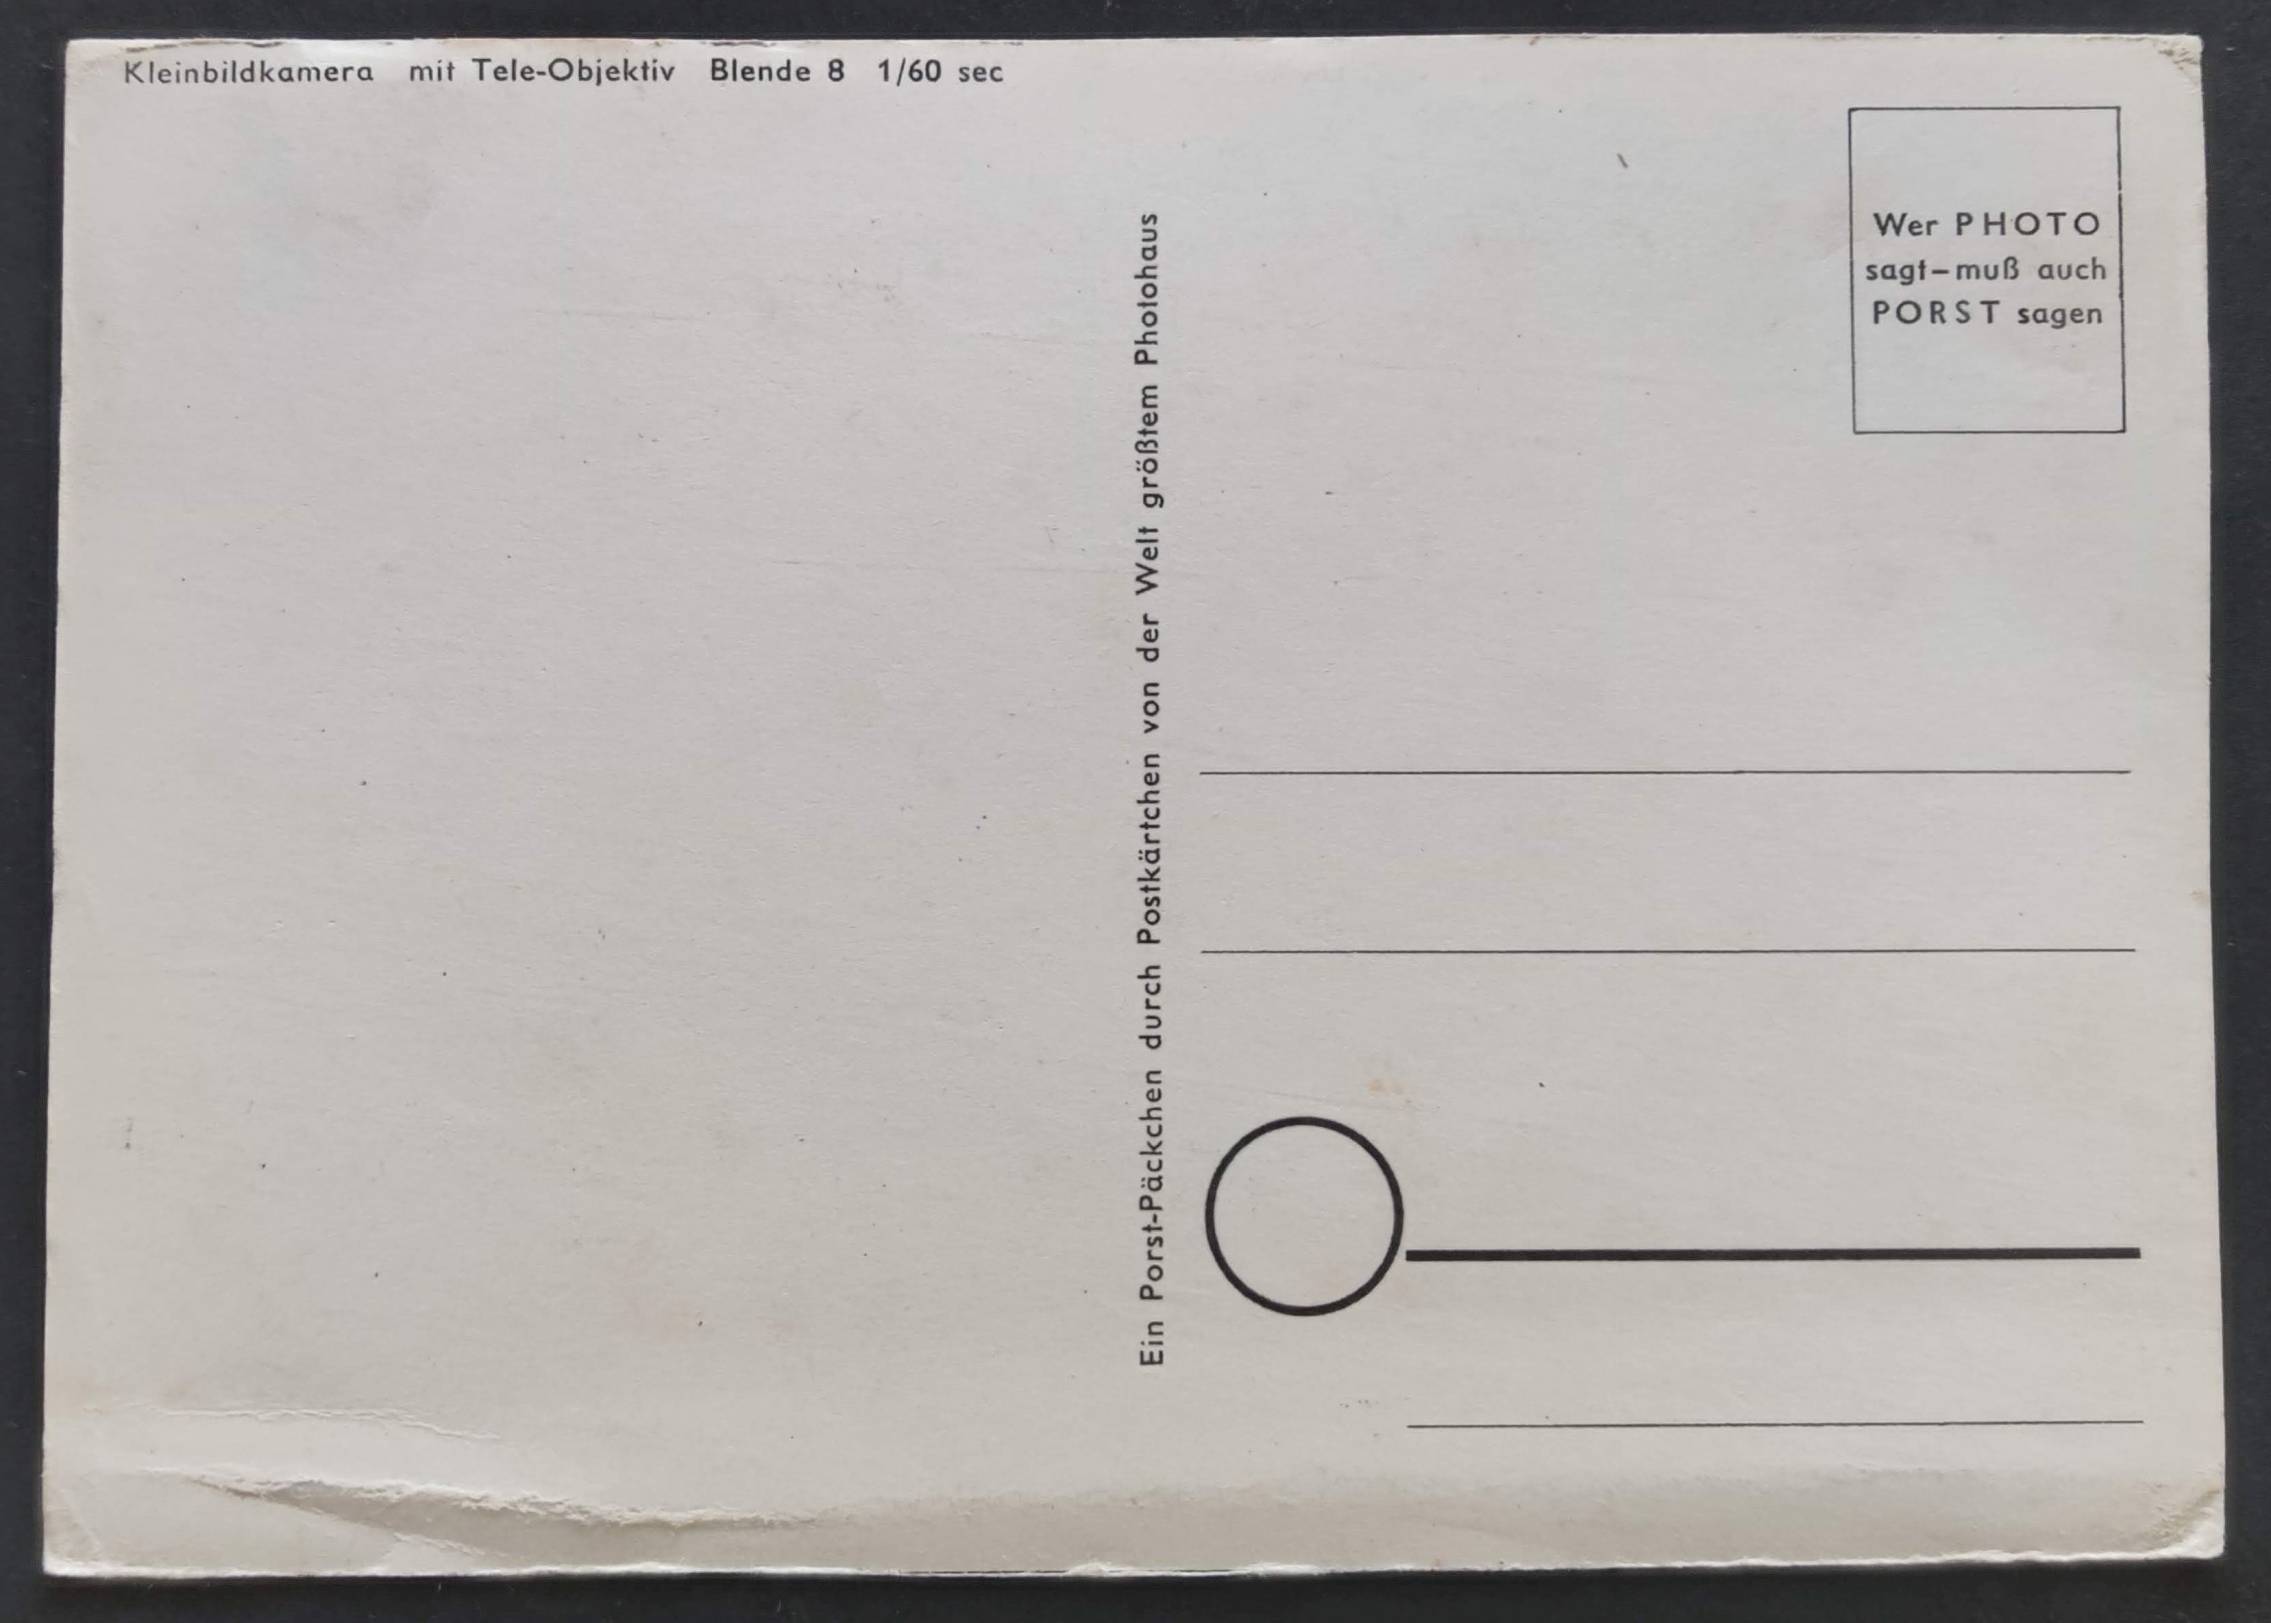 Kleinbildkamera mit Tele-Objektiv Blende 8 1/60 sec
Ein Porst-Päckchen durch Postkärtchen von der Welt größtem Photohaus
Wer PHOTO
sagt–muß auch
PORST sagen